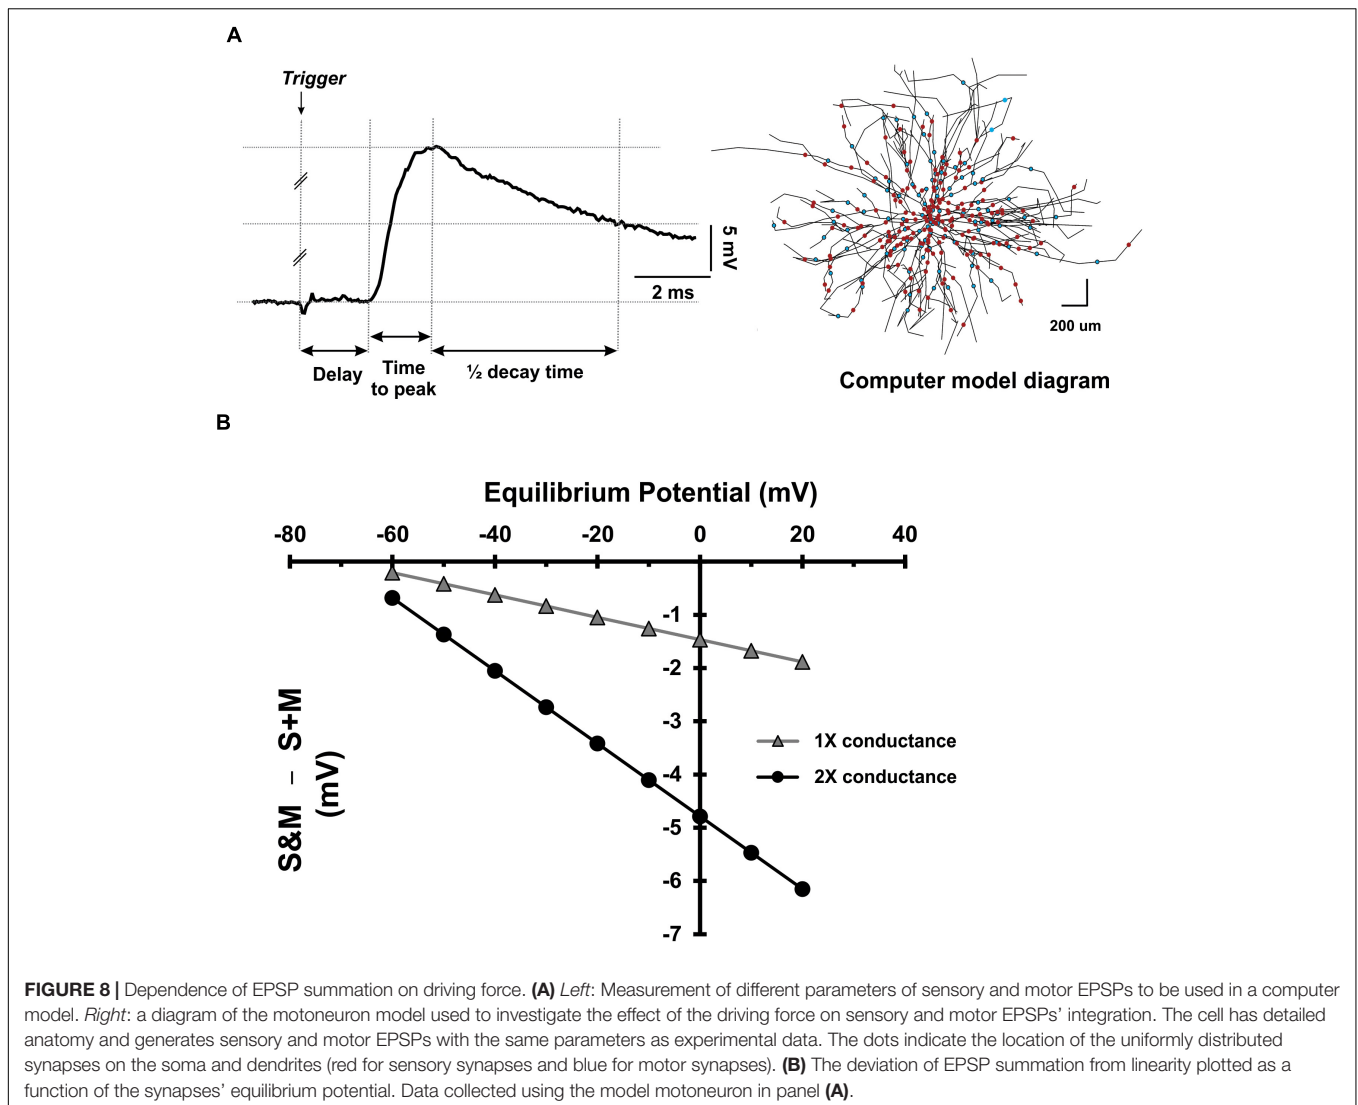 A
Trigger
5 mV
2 ms
Delay
Time
to peak
½ decay time
200 um
Computer model diagram
B
Equilibrium Potential (mV)
-80 -60 -40 -20 0 20 40
-1
-2
-3
-4
-5
-6
-7
S&M – S+M
(mV)
1X conductance
2X conductance
FIGURE 8 | Dependence of EPSP summation on driving force. (A) Left: Measurement of different parameters of sensory and motor EPSPs to be used in a computer
model. Right: a diagram of the motoneuron model used to investigate the effect of the driving force on sensory and motor EPSPs' integration. The cell has detailed
anatomy and generates sensory and motor EPSPs with the same parameters as experimental data. The dots indicate the location of the uniformly distributed
synapses on the soma and dendrites (red for sensory synapses and blue for motor synapses). (B) The deviation of EPSP summation from linearity plotted as a
function of the synapses' equilibrium potential. Data collected using the model motoneuron in panel (A).